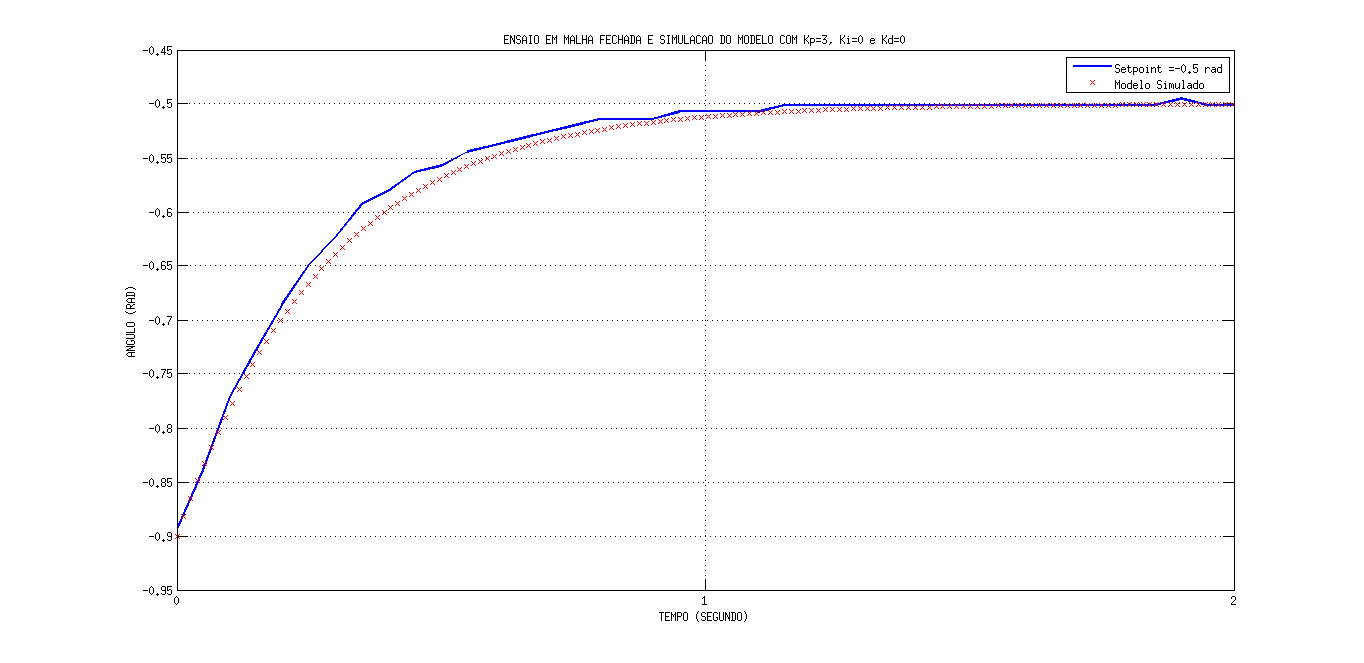 ENSAIO EM MALHA FECHADA E SIMULACAO DO MODELO COM Kp=3, Ki=0 e Kd=0
-0.45
Setpoint =-0.5 rad
Modelo Simulado
-0.5
-0.55
-0.6
-0.65
-0.7
-0.75
-0.8
-0.85
-0.9
-0.95
ANGULO (RAD)
0
1
2
TEMPO (SEGUNDO)